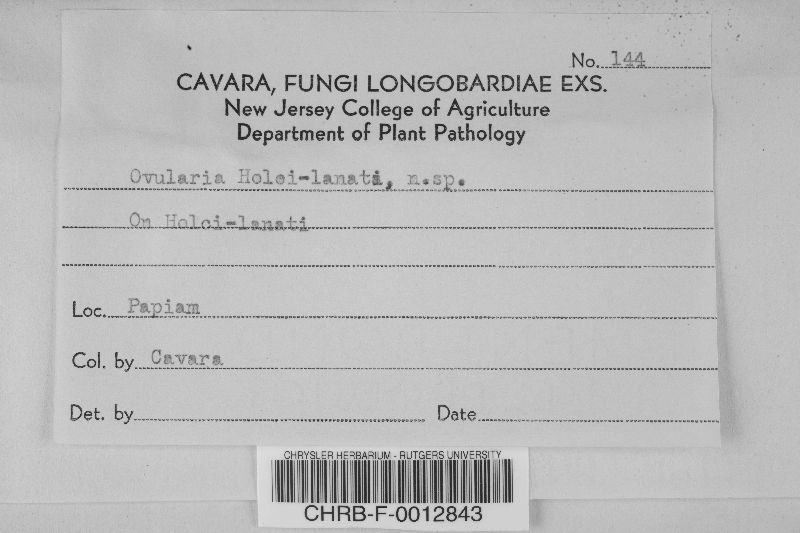 No. 144
CAVARA, FUNGI LONGOBARDIAE EXS.
New Jersey College of Agriculture
Department of Plant Pathology
Ovularia Holci-lanati, n.sp.
On Holci-lanati
Loc. Papiam
Col. by Cavara
Det. by Date
CHRYSLER HERBARIUM - RUTGERS UNIVERSITY
CHRB-F-0012843